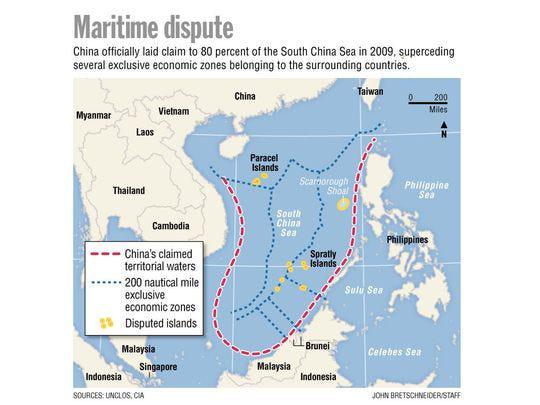 Maritime dispute
China officially laid claim to 80 percent of the South China Sea in 2009, superceding
several exclusive economic zones belonging to the surrounding countries.
China
Taiwan
0 200
Miles
N
Myanmar
Vietnam
Laos
Paracel
Islands
Scarborough
Shoal
Philippine
Sea
Thailand
South
China
Sea
Cambodia
Philippines
Spratly
Islands
China's claimed
territorial waters
200 nautical mile
exclusive
economic zones
Disputed islands
Sulu Sea
Brunei
Malaysia
Celebes Sea
Singapore
Malaysia
Indonesia
Indonesia
SOURCES: UNCLOS, CIA
JOHN BRETSCHNEIDER/STAFF